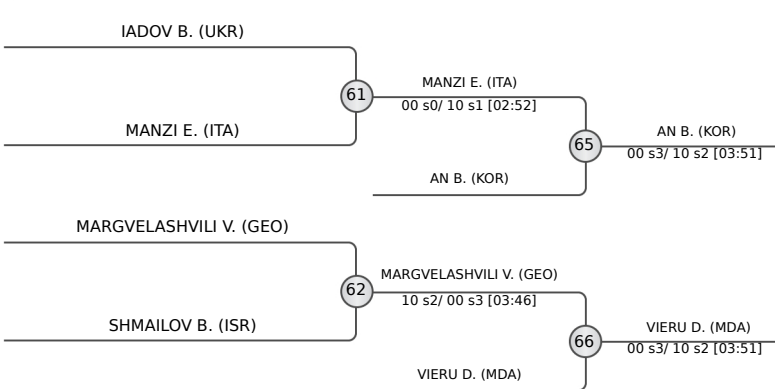 IADOV B. (UKR)
61
MANZI E. (ITA)
00 s0/ 10 s1 [02:52]
MANZI E. (ITA)
65
AN B. (KOR)
00 s3/ 10 s2 [03:51]
AN B. (KOR)
MARGVELASHVILI V. (GEO)
62
MARGVELASHVILI V. (GEO)
10 s2/ 00 s3 [03:46]
SHMAILOV B. (ISR)
66
VIERU D. (MDA)
00 s3/ 10 s2 [03:51]
VIERU D. (MDA)